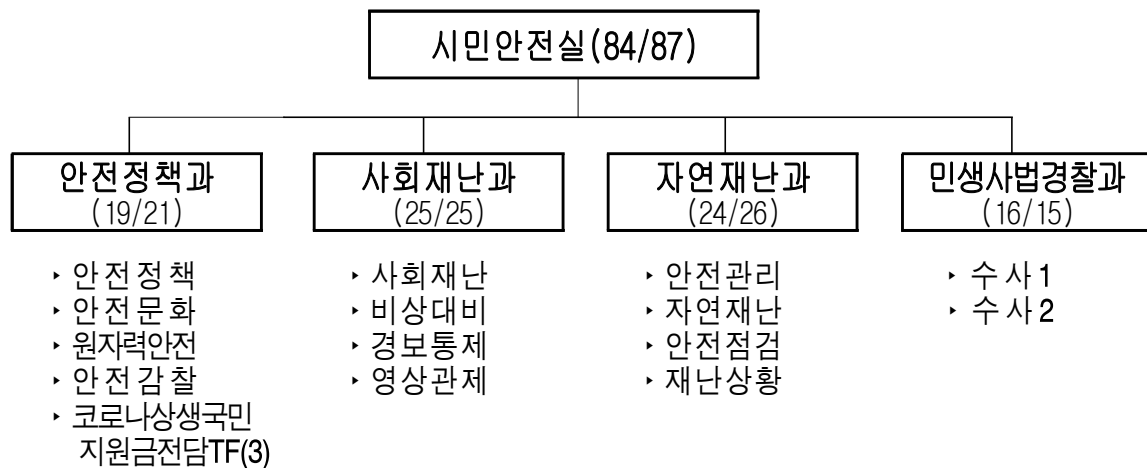 시민안전실(84/87)
안전정책과
(19/21)
▸ 안전정책
▸ 안전문화
▸ 원자력안전
▸ 안전감찰
▸ 코로나상생국민
지원금전담TF(3)
사회재난과
(25/25)
▸ 사회재난
▸ 비상대비
▸ 경보통제
▸ 영상관제
자연재난과
(24/26)
▸ 안전관리
▸ 자연재난
▸ 안전점검
▸ 재난상황
민생사법경찰과
(16/15)
▸ 수사1
▸ 수사2